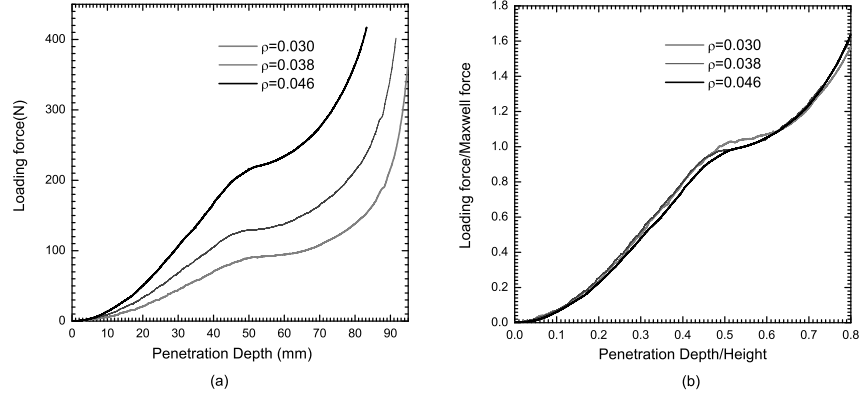 450
400
300
200
100
0
Loading force(N)
ρ=0.030
ρ=0.038
ρ=0.046
0 10 20 30 40 50 60 70 80 90
Penetration Depth (mm)
(a)
1.8
1.6
1.4
1.2
1.0
0.8
0.6
0.4
0.2
0.0
Loading force/Maxwell force
ρ=0.030
ρ=0.038
ρ=0.046
0.0 0.1 0.2 0.3 0.4 0.5 0.6 0.7 0.8
Penetration Depth/Height
(b)